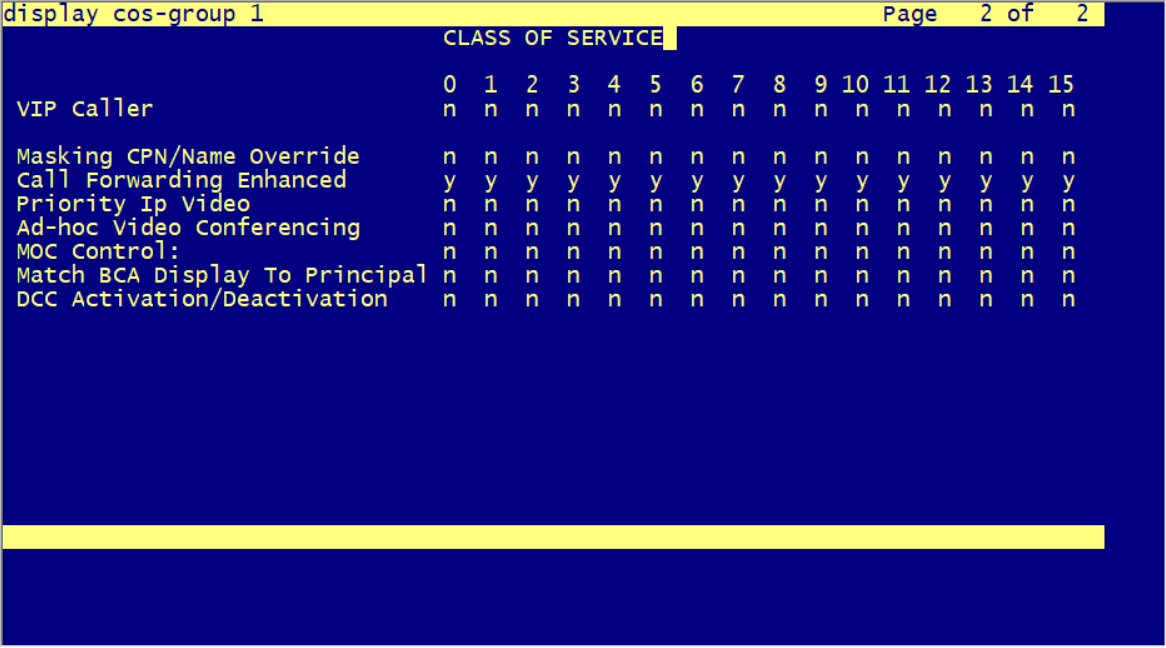 display cos-group 1 Page 2 of 2
CLASS OF SERVICE
0 1 2 3 4 5 6 7 8 9 10 11 12 13 14 15
VIP Caller n n n n n n n n n n n n n n n n
Masking CPN/Name Override n n n n n n n n n n n n n n n n
Call Forwarding Enhanced y y y y y y y y y y y y y y y y
Priority Ip Video n n n n n n n n n n n n n n n n
Ad-hoc Video Conferencing n n n n n n n n n n n n n n n n
MOC Control: n n n n n n n n n n n n n n n n
Match BCA Display To Principal n n n n n n n n n n n n n n n n
DCC Activation/Deactivation n n n n n n n n n n n n n n n n